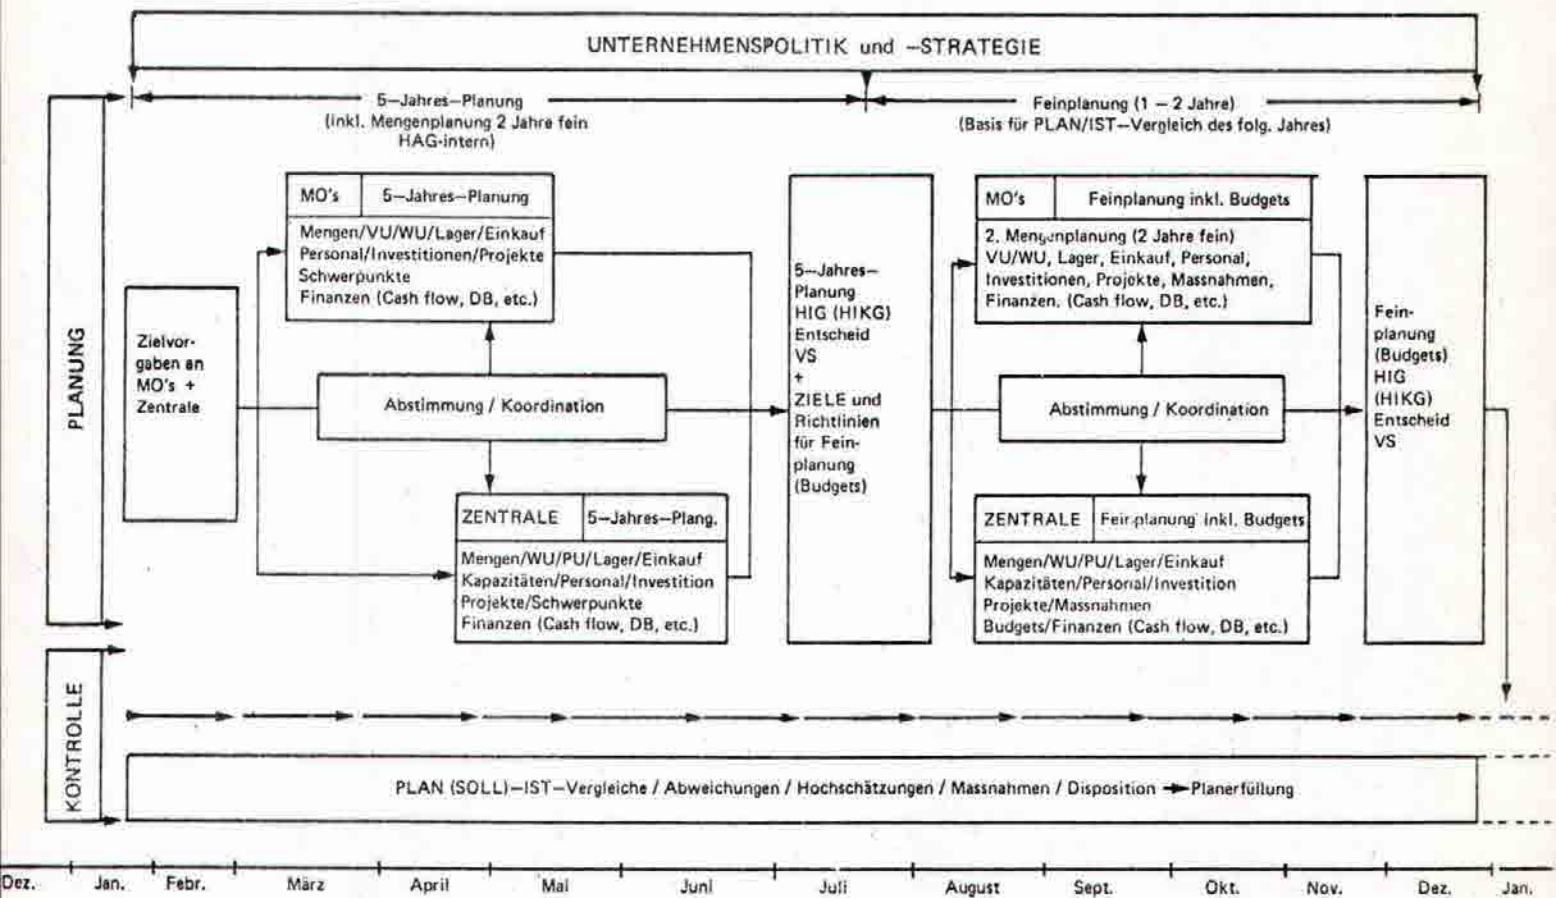 UNTERNEHMENSPOLITIK und –STRATEGIE
5–Jahres–Planung
(inkl. Mengenplanung 2 Jahre fein
HAG-intern)
Feinplanung (1 – 2 Jahre)
(Basis für PLAN/IST–Vergleich des folg. Jahres)
PLANUNG
Zielvor-
gaben an
MO's +
Zentrale
MO's 5–Jahres–Planung
Mengen/VU/WU/Lager/Einkauf
Personal/Investitionen/Projekte
Schwerpunkte
Finanzen (Cash flow, DB, etc.)
Abstimmung / Koordination
ZENTRALE 5–Jahres–Plang.
Mengen/WU/PU/Lager/Einkauf
Kapazitäten/Personal/Investition
Projekte/Schwerpunkte
Finanzen (Cash flow, DB, etc.)
5–Jahres–
Planung
HIG (HIKG)
Entscheid
VS
+
ZIELE und
Richtlinien
für Fein-
planung
(Budgets)
MO's Feinplanung inkl. Budgets
2. Mengenplanung (2 Jahre fein)
VU/WU, Lager, Einkauf, Personal,
Investitionen, Projekte, Massnahmen,
Finanzen, (Cash flow, DB, etc.)
Abstimmung / Koordination
ZENTRALE Feinplanung inkl. Budgets
Mengen/WU/PU/Lager/Einkauf
Kapazitäten/Personal/Investition
Projekte/Massnahmen
Budgets/Finanzen (Cash flow, DB, etc.)
Fein-
planung
(Budgets)
HIG
(HIKG)
Entscheid
VS
KONTROLLE
PLAN (SOLL)–IST–Vergleiche / Abweichungen / Hochschätzungen / Massnahmen / Disposition → Planerfüllung
Dez. Jan. Febr. März April Mai Juni Juli August Sept. Okt. Nov. Dez. Jan.